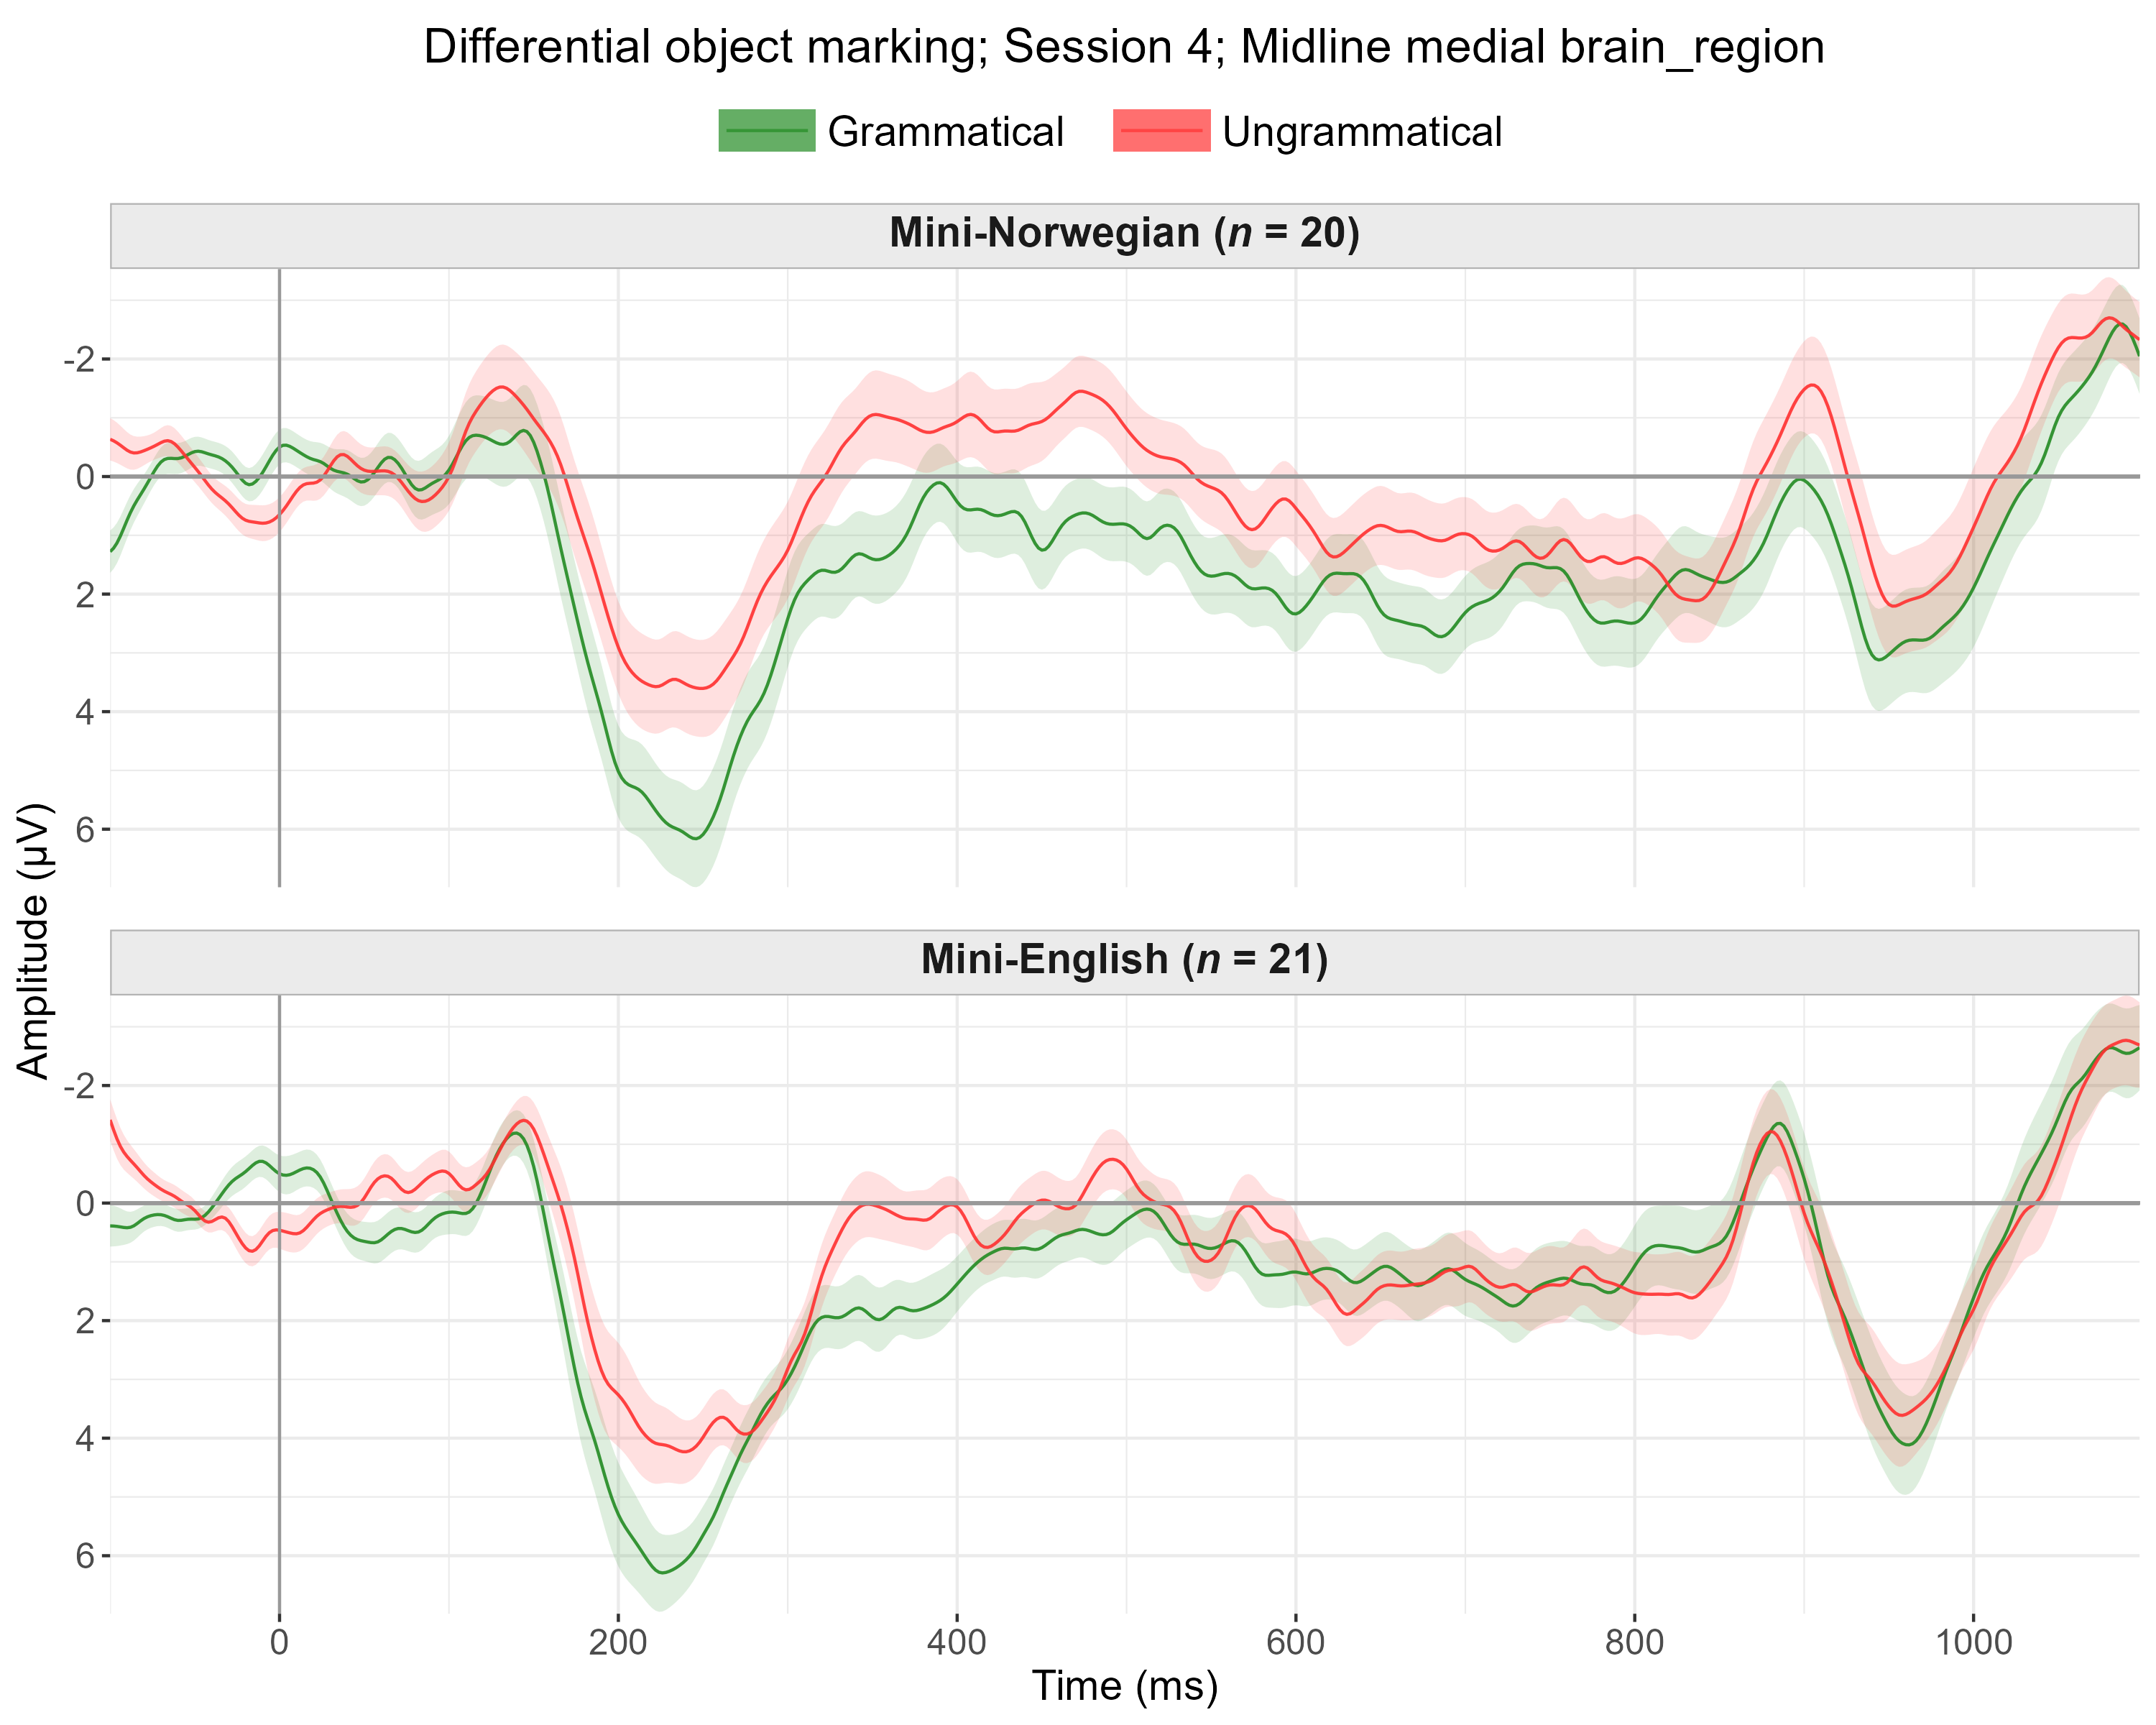 Differential object marking; Session 4; Midline medial brain_region
Grammatical Ungrammatical
Mini-Norwegian (n = 20)
-2
0
2
4
6
Amplitude (µV)
Mini-English (n = 21)
-2
0
2
4
6
0 200 400 600 800 1000
Time (ms)